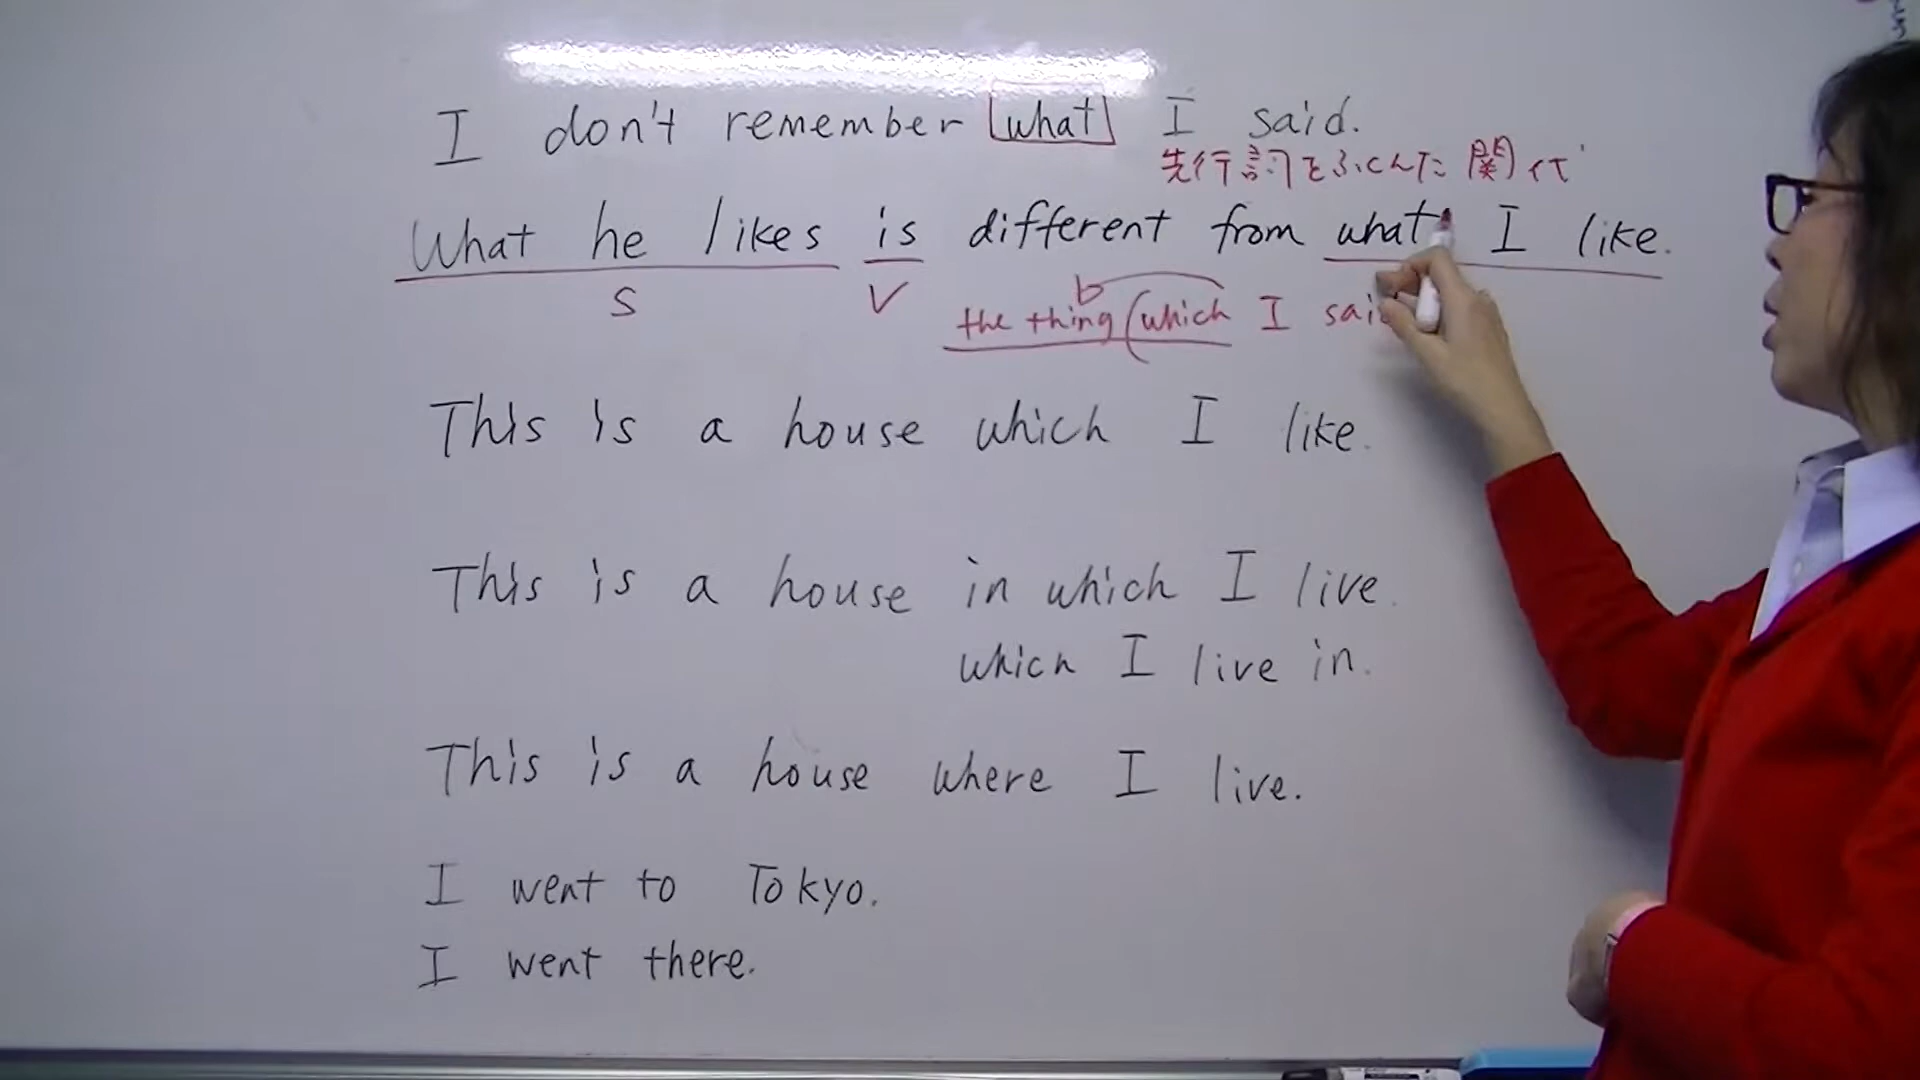 I don't remember what I said.
先行詞をふくんだ関代
What he likes is different from what I like.
S V
the thing (which I sai
This is a house which I like.
This is a house in which I live.
which I live in.
This is a house where I live.
I went to Tokyo.
I went there.